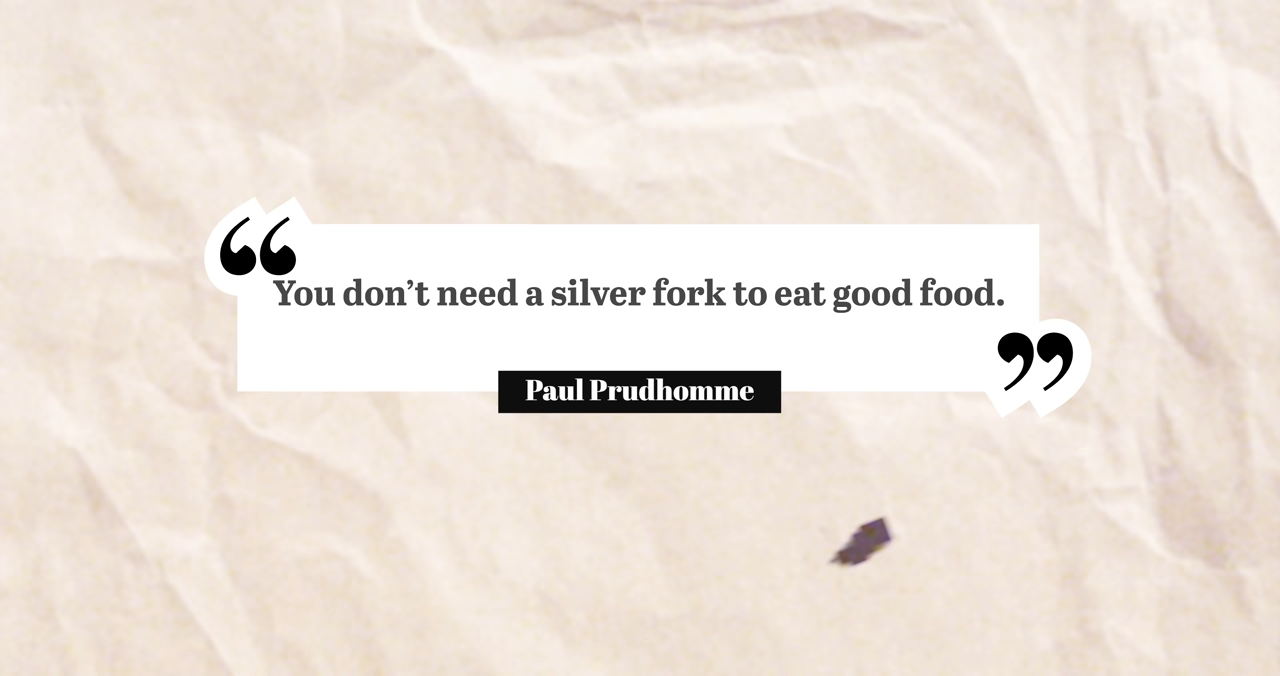 “
You don’t need a silver fork to eat good food.
”
Paul Prudhomme